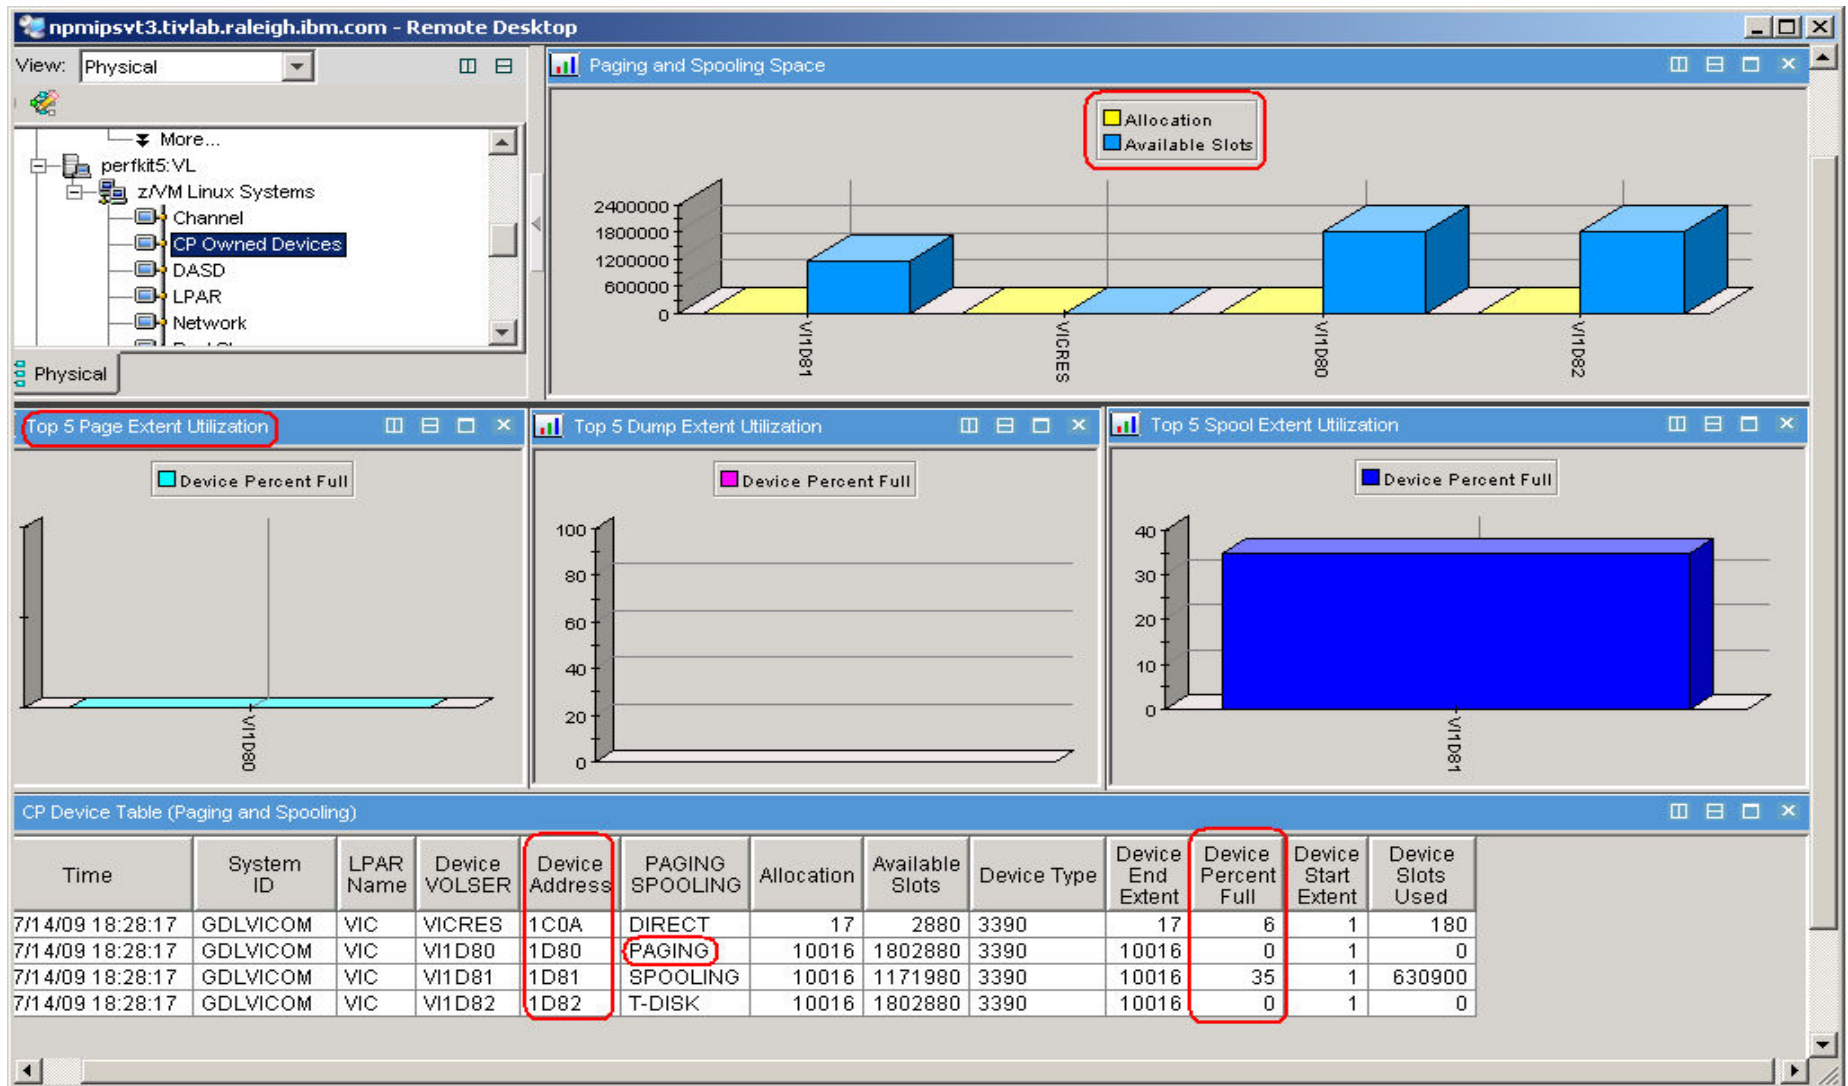 npmipsvt3.tivlab.raleigh.ibm.com - Remote Desktop
View: Physical
More...
perfkit5:VL
z/VM Linux Systems
Channel
CP Owned Devices
DASD
LPAR
Network
Physical
Paging and Spooling Space
Allocation
Available Slots
2400000
1800000
1200000
600000
0
VI1D81
VICRES
VI1D80
VI1D82
Top 5 Page Extent Utilization
Device Percent Full
VI1D80
Top 5 Dump Extent Utilization
Device Percent Full
100
80
60
40
20
0
Top 5 Spool Extent Utilization
Device Percent Full
40
30
20
10
0
VI1D81
CP Device Table (Paging and Spooling)
Time System ID LPAR Name Device VOLSER Device Address PAGING SPOOLING Allocation Available Slots Device Type Device End Extent Device Percent Full Device Start Extent Device Slots Used
7/14/09 18:28:17 GDLVICOM VIC VICRES 1C0A DIRECT 17 2880 3390 17 6 1 180
7/14/09 18:28:17 GDLVICOM VIC VI1D80 1D80 PAGING 10016 1802880 3390 10016 0 1 0
7/14/09 18:28:17 GDLVICOM VIC VI1D81 1D81 SPOOLING 10016 1171980 3390 10016 35 1 630900
7/14/09 18:28:17 GDLVICOM VIC VI1D82 1D82 T-DISK 10016 1802880 3390 10016 0 1 0